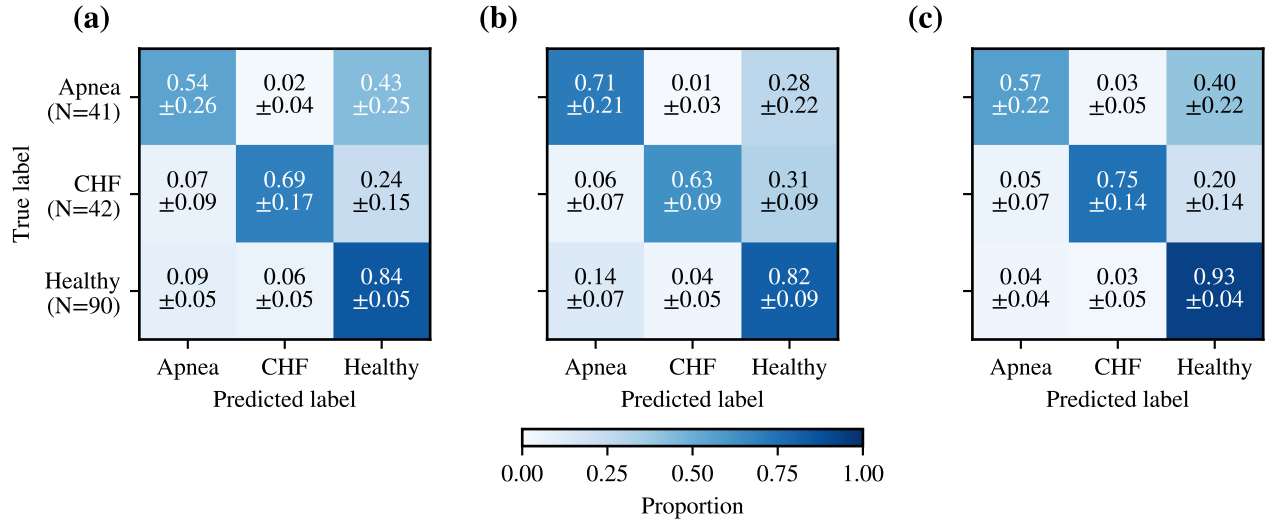 (a)
(b)
(c)
Apnea
(N=41)
CHF
(N=42)
Healthy
(N=90)
True label
0.54 0.02 0.43
±0.26 ±0.04 ±0.25
0.07 0.69 0.24
±0.09 ±0.17 ±0.15
0.09 0.06 0.84
±0.05 ±0.05 ±0.05
Apnea CHF Healthy
Predicted label
0.71 0.01 0.28
±0.21 ±0.03 ±0.22
0.06 0.63 0.31
±0.07 ±0.09 ±0.09
0.14 0.04 0.82
±0.07 ±0.05 ±0.09
Apnea CHF Healthy
Predicted label
0.57 0.03 0.40
±0.22 ±0.05 ±0.22
0.05 0.75 0.20
±0.07 ±0.14 ±0.14
0.04 0.03 0.93
±0.04 ±0.05 ±0.04
Apnea CHF Healthy
Predicted label
0.00 0.25 0.50 0.75 1.00
Proportion